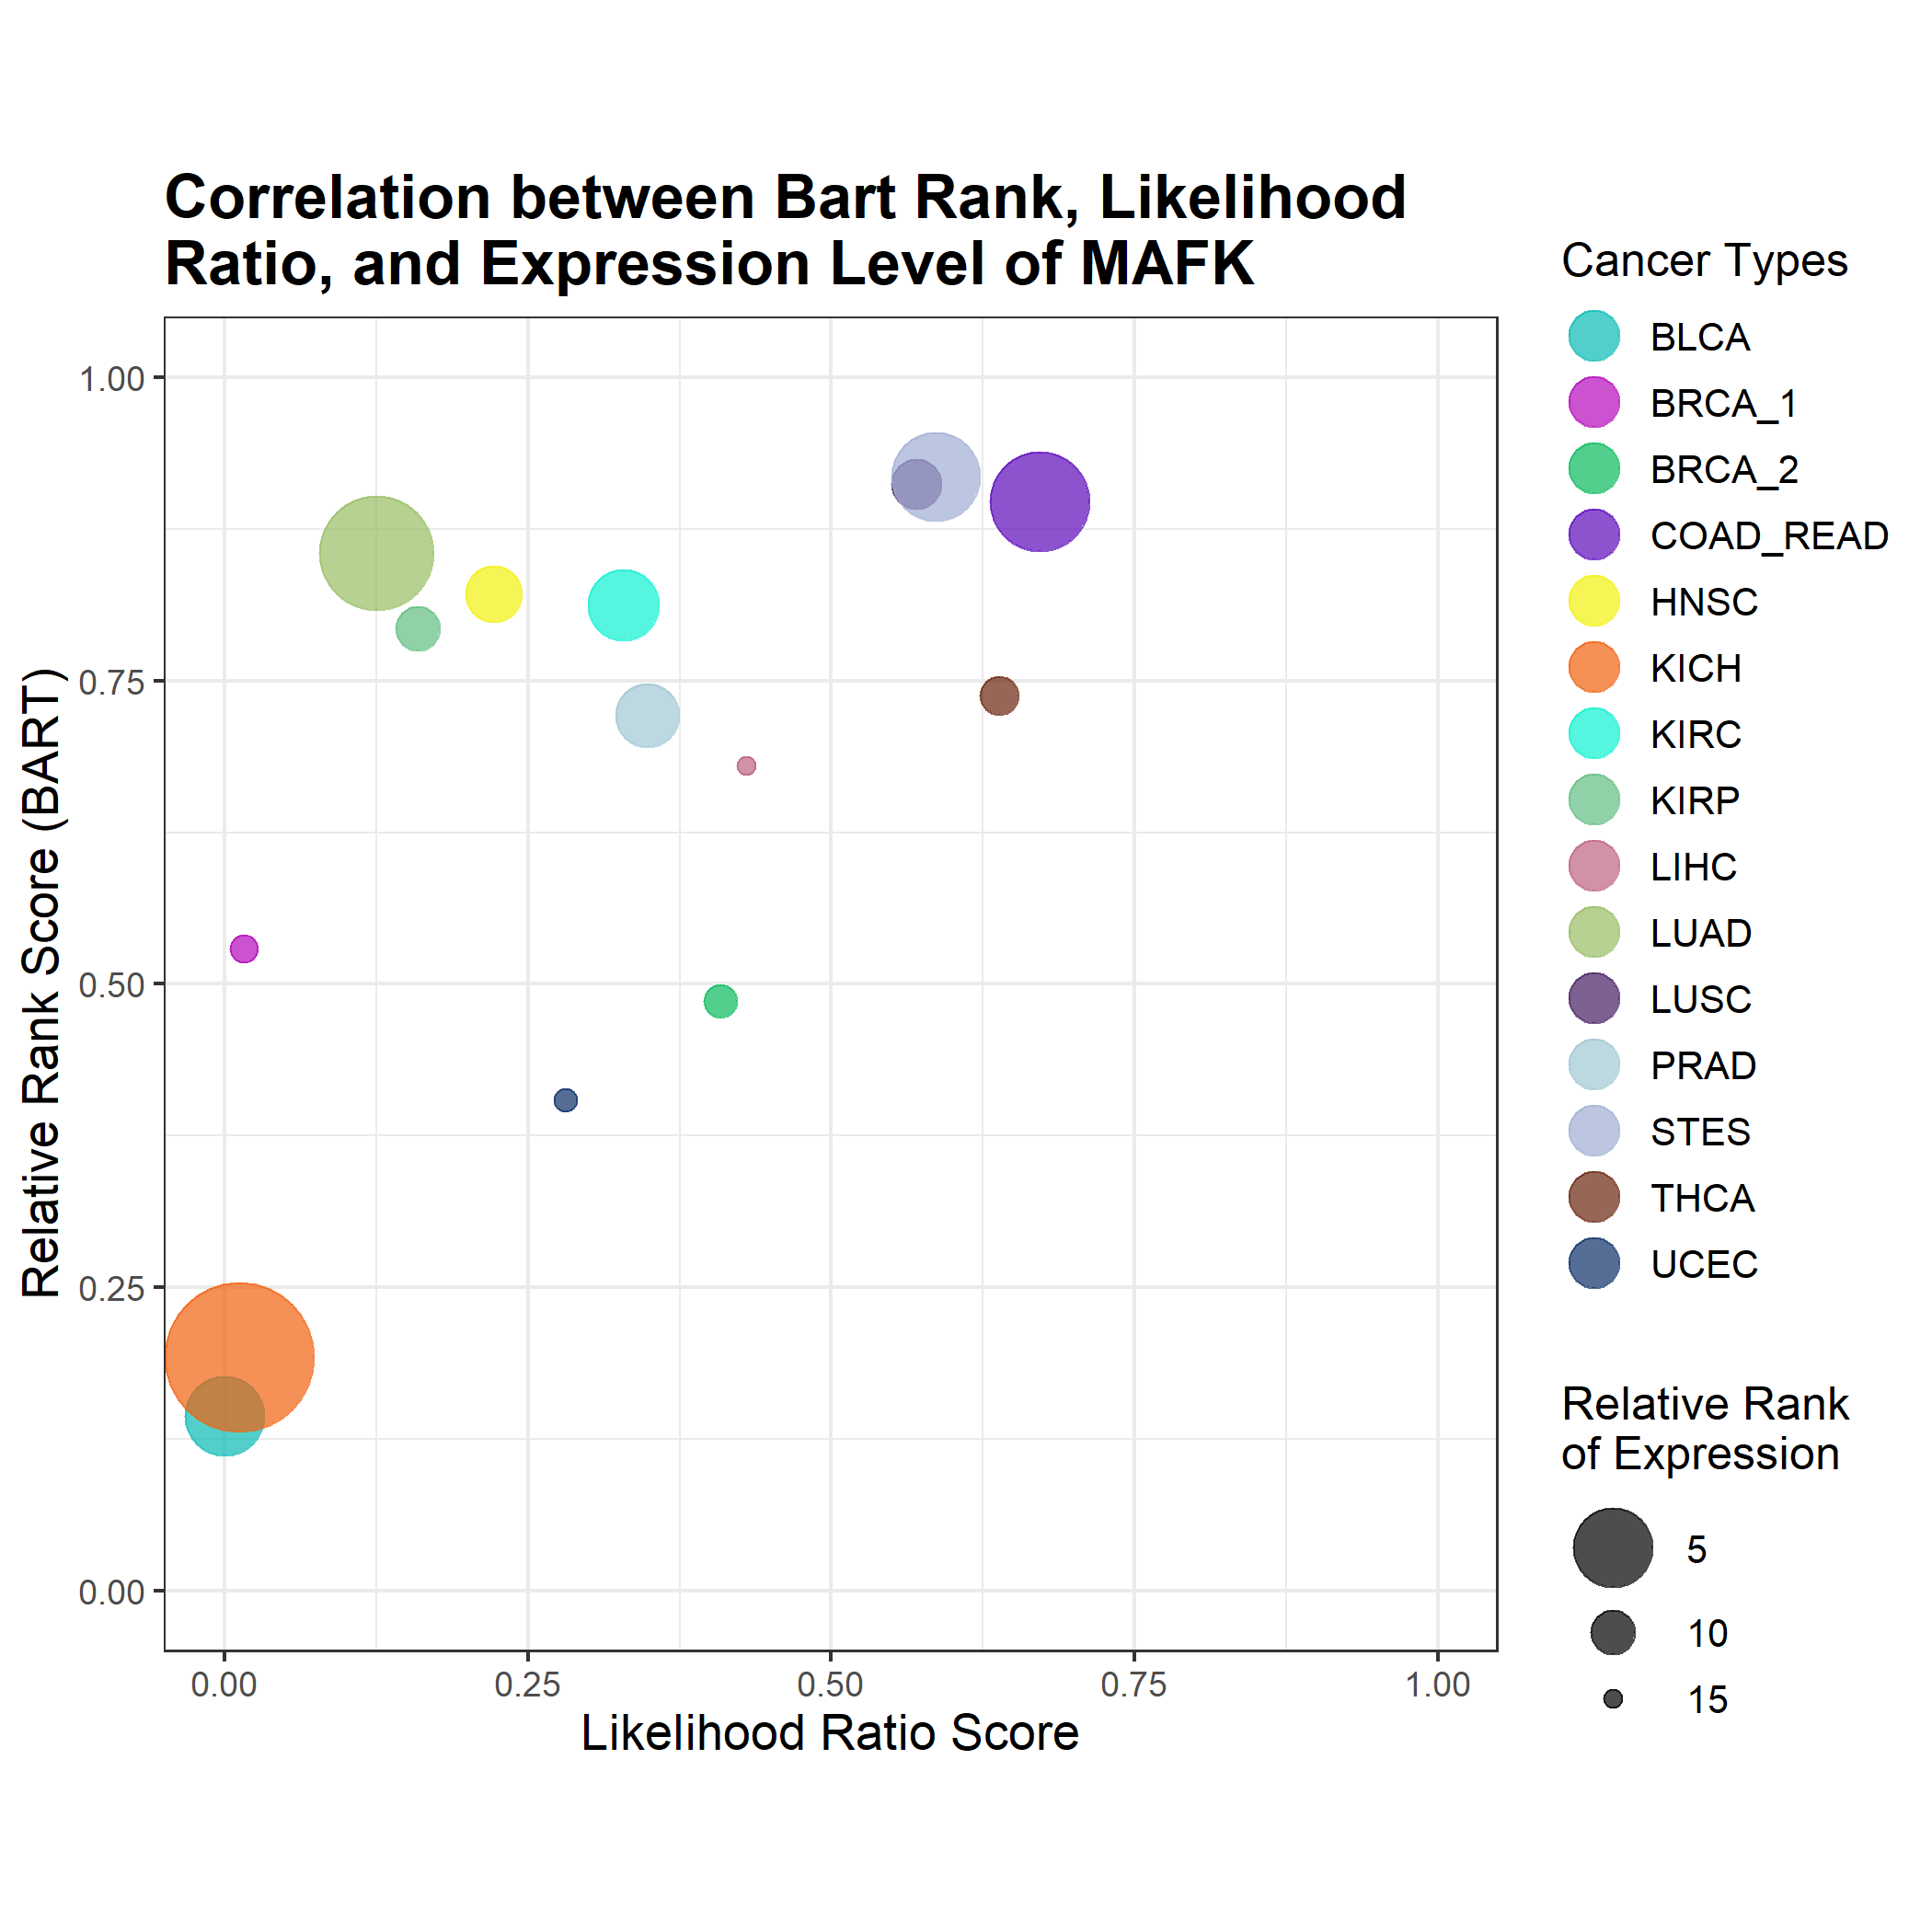 Correlation between Bart Rank, Likelihood
Ratio, and Expression Level of MAFK
Relative Rank Score (BART)
1.00
0.75
0.50
0.25
0.00
0.00 0.25 0.50 0.75 1.00
Likelihood Ratio Score
Cancer Types
BLCA
BRCA_1
BRCA_2
COAD_READ
HNSC
KICH
KIRC
KIRP
LIHC
LUAD
LUSC
PRAD
STES
THCA
UCEC
Relative Rank
of Expression
5
10
15